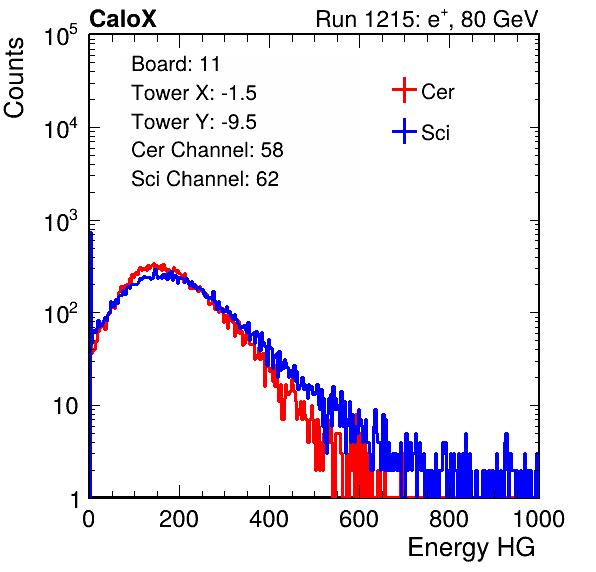 CaloX Run 1215: e⁺, 80 GeV
Counts
10⁵
10⁴
10³
10²
10
1
Board: 11
Tower X: -1.5
Tower Y: -9.5
Cer Channel: 58
Sci Channel: 62
Cer
Sci
0 200 400 600 800 1000
Energy HG